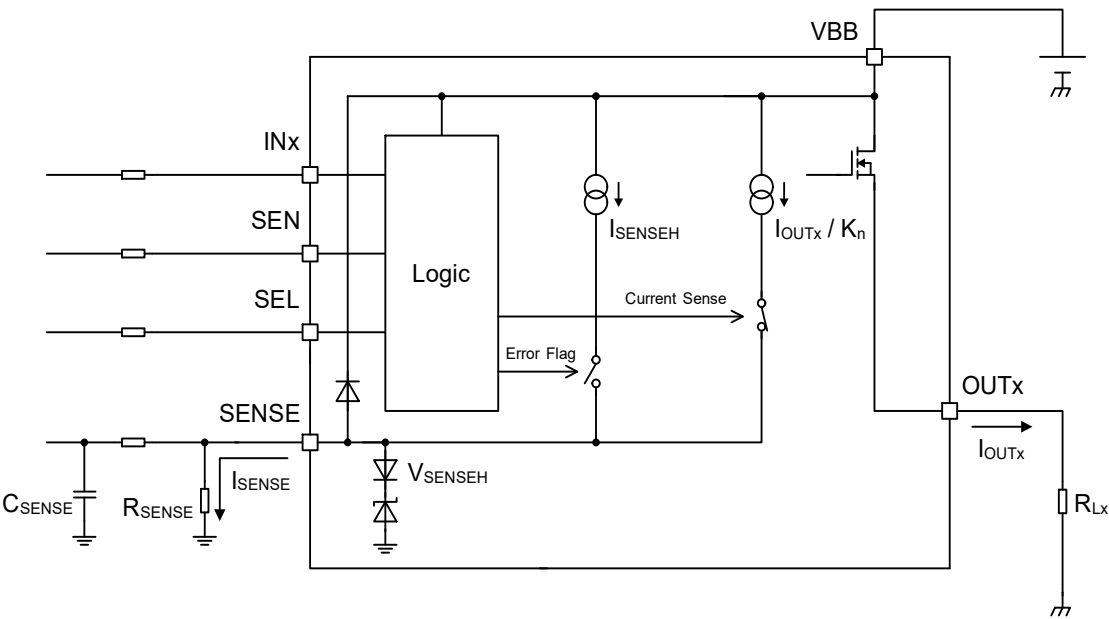 VBB
INx
SEN
ISENSEH
IOUTx / Kn
Logic
SEL
Current Sense
Error Flag
OUTx
SENSE
IOUTx
VSENSEH
ISENSE
CSENSE
RSENSE
RLx